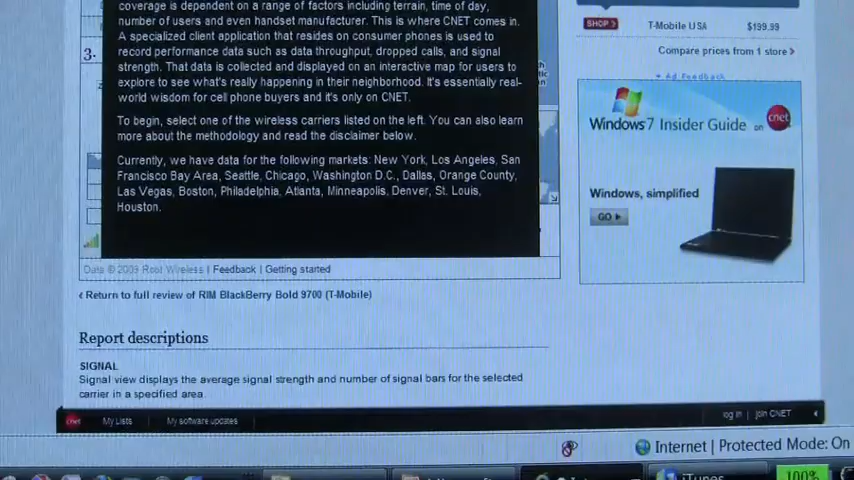 coverage is dependent on a range of factors including terrain, time of day,
number of users and even handset manufacturer. This is where CNET comes in.
A specialized client application that resides on consumer phones is used to
record performance data such as data throughput, dropped calls, and signal
strength. That data is collected and displayed on an interactive map for users to
explore to see what's really happening in their neighborhood. It's essentially real-
world wisdom for cell phone buyers and it's only on CNET.
To begin, select one of the wireless carriers listed on the left. You can also learn
more about the methodology and read the disclaimer below.
Currently, we have data for the following markets: New York, Los Angeles, San
Francisco Bay Area, Seattle, Chicago, Washington D.C., Dallas, Orange County,
Las Vegas, Boston, Philadelphia, Atlanta, Minneapolis, Denver, St. Louis,
Houston.
3.
Data © 2009 Root Wireless | Feedback | Getting started
‹ Return to full review of RIM BlackBerry Bold 9700 (T-Mobile)
Report descriptions
SIGNAL
Signal view displays the average signal strength and number of signal bars for the selected
carrier in a specified area.
SHOP T-Mobile USA $199.99
Compare prices from 1 store
Ad Feedback
Windows 7 Insider Guide on cnet
Windows, simplified
GO
cnet My Lists My software updates log in | join CNET
Internet | Protected Mode: On
iTunes
100%